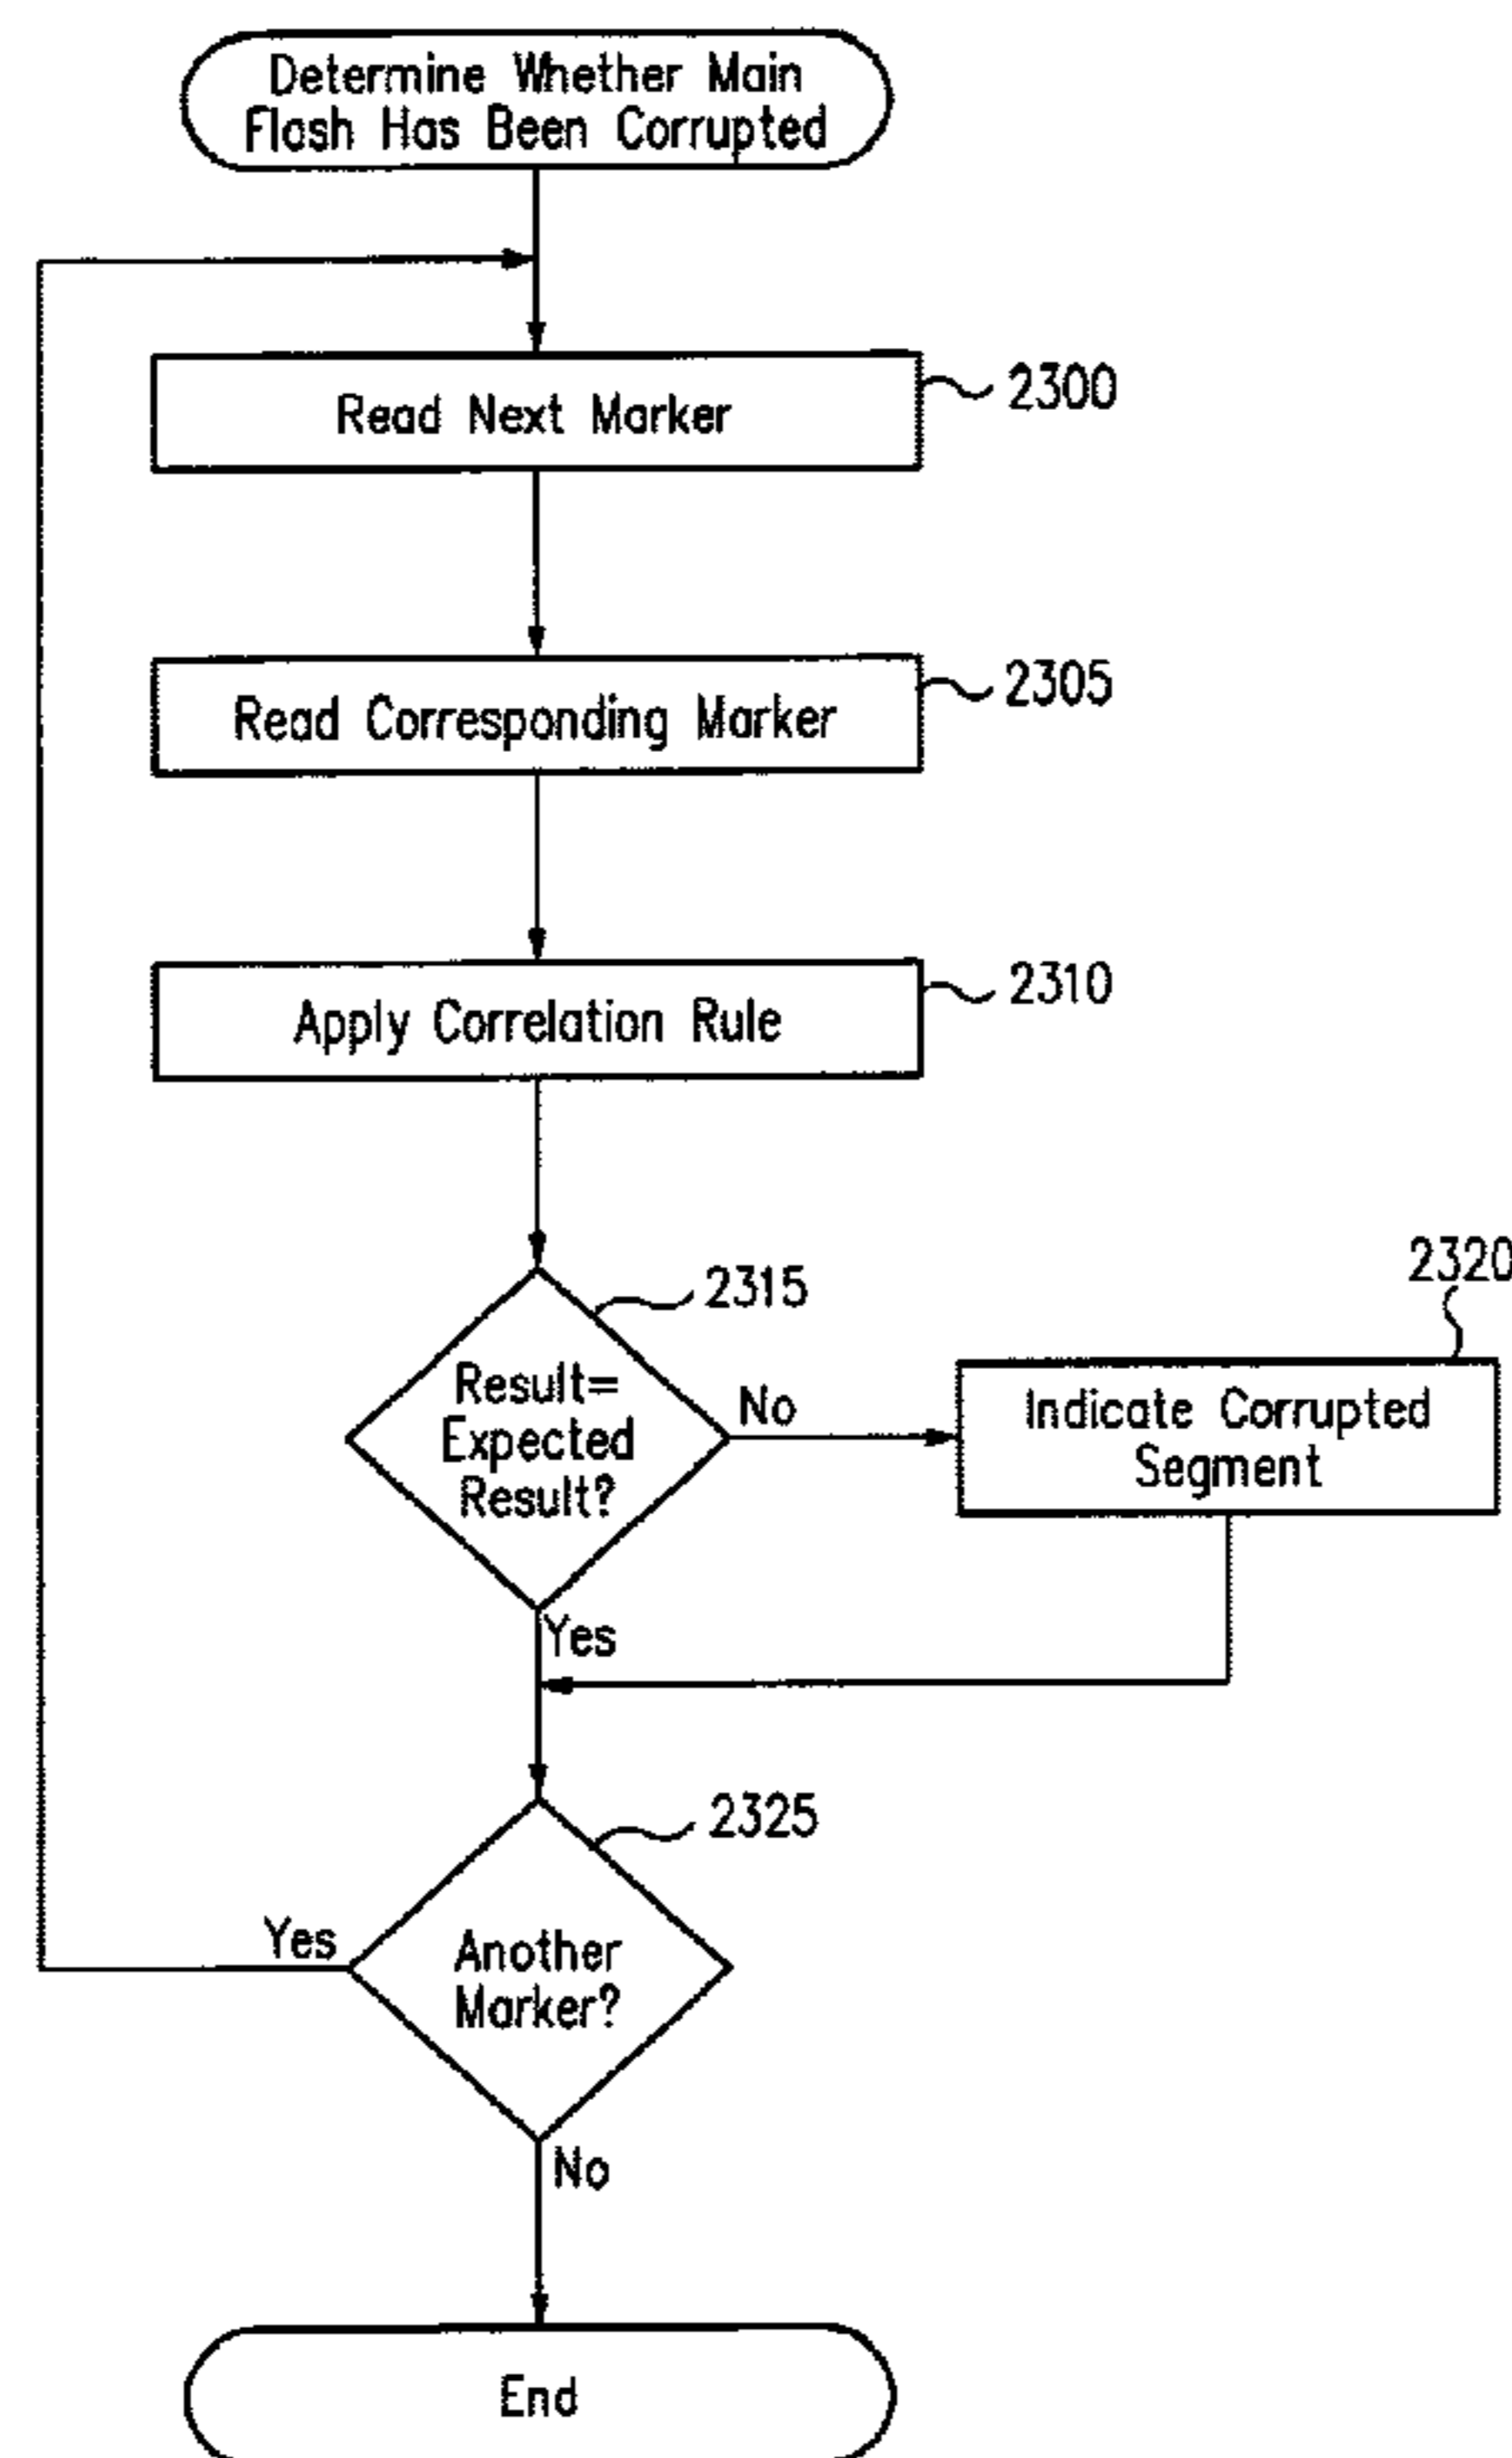 Determine Whether Main
Flash Has Been Corrupted
Read Next Marker
2300
Read Corresponding Marker
2305
Apply Correlation Rule
2310
2315
Result=
Expected
Result?
No
Yes
2320
Indicate Corrupted
Segment
2325
Another
Marker?
Yes
No
End